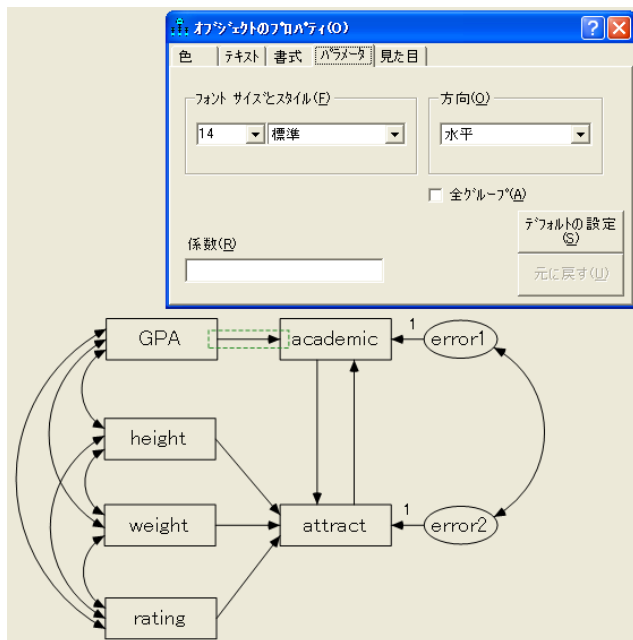 オブジェクトのプロパティ(O)
色 テキスト 書式 パラメータ 見た目
フォント サイズとスタイル(F) 方向(O)
14 標準 水平
全グループ(A)
デフォルトの設定
(S)
係数(R)
元に戻す(U)
GPA academic 1 error1
height
weight attract 1 error2
rating